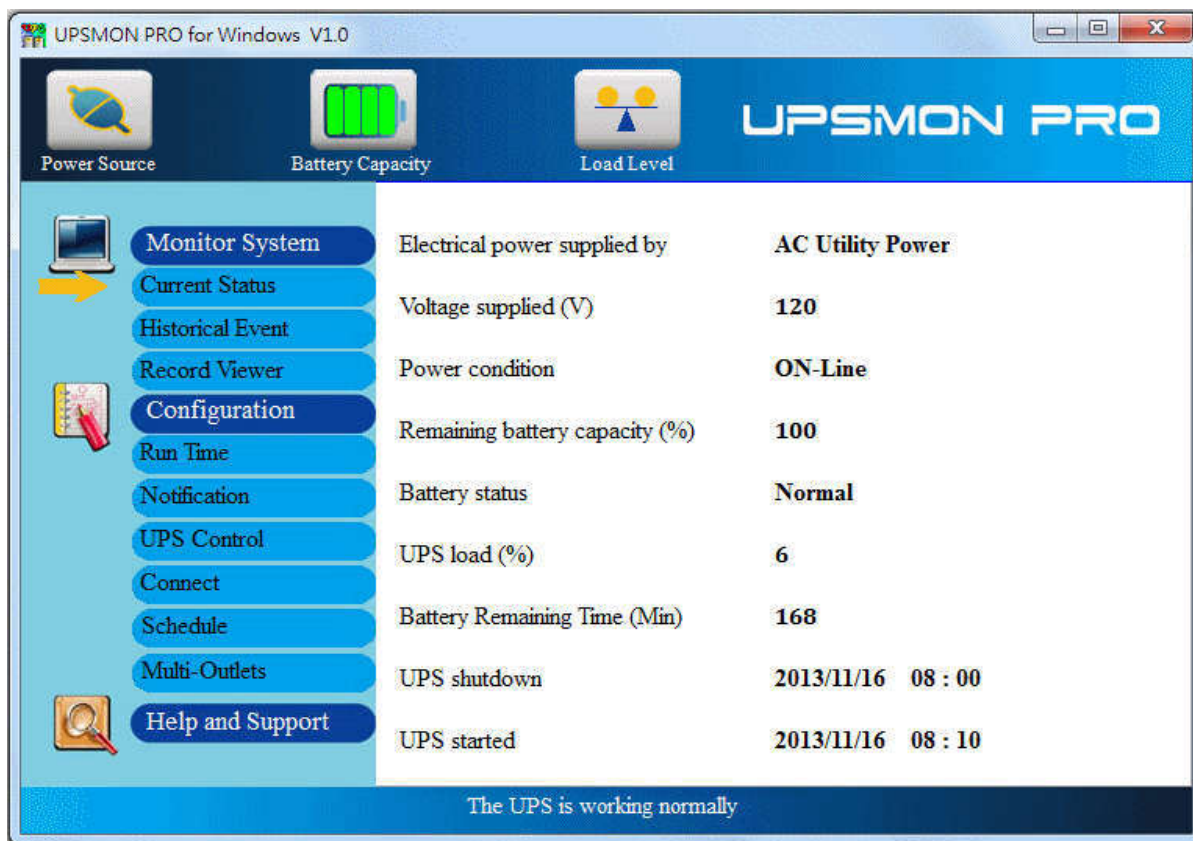 UPSMON PRO for Windows V1.0
UPSMON PRO
Power Source
Battery Capacity
Load Level
Monitor System
Current Status
Historical Event
Record Viewer
Configuration
Run Time
Notification
UPS Control
Connect
Schedule
Multi-Outlets
Help and Support
Electrical power supplied by AC Utility Power
Voltage supplied (V) 120
Power condition ON-Line
Remaining battery capacity (%) 100
Battery status Normal
UPS load (%) 6
Battery Remaining Time (Min) 168
UPS shutdown 2013/11/16 08 : 00
UPS started 2013/11/16 08 : 10
The UPS is working normally